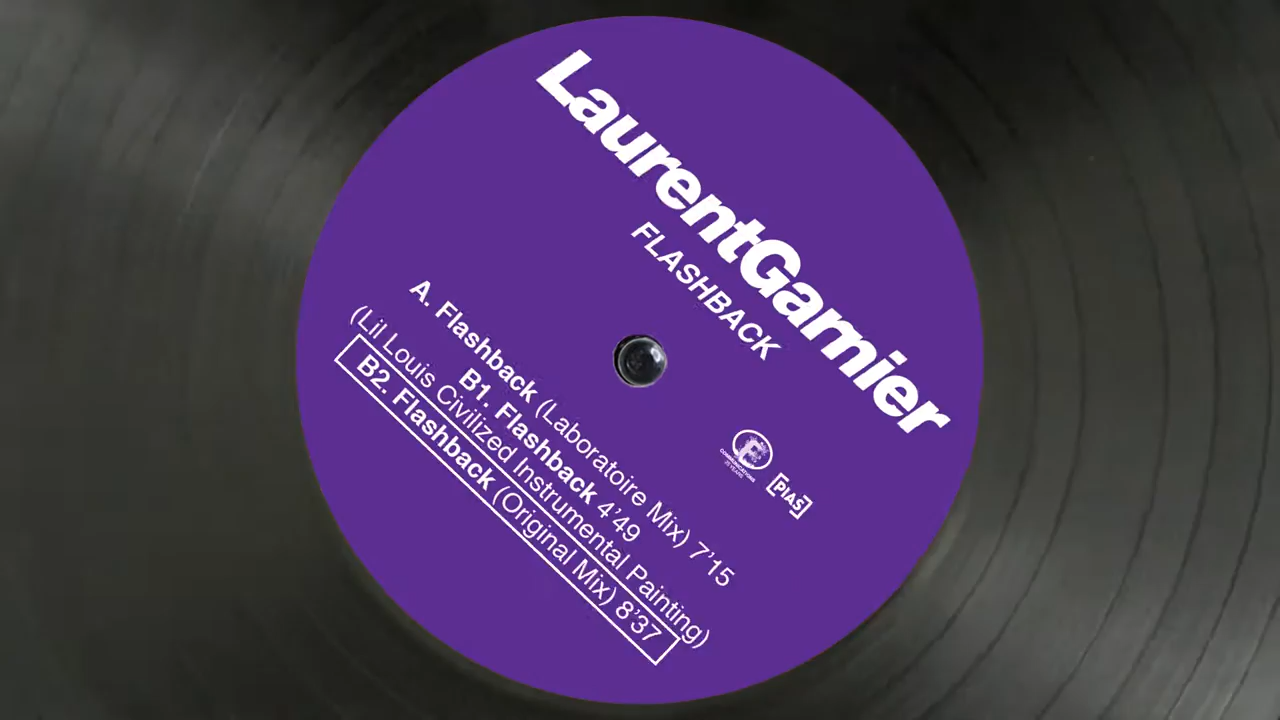 LaurentGarnier
FLASHBACK
A. Flashback (Laboratoire Mix) 7'15
B1. Flashback 4'49
(Lil Louis Civilized Instrumental Painting)
B2. Flashback (Original Mix) 8'37
F
COMMUNICATIONS
[PIAS]